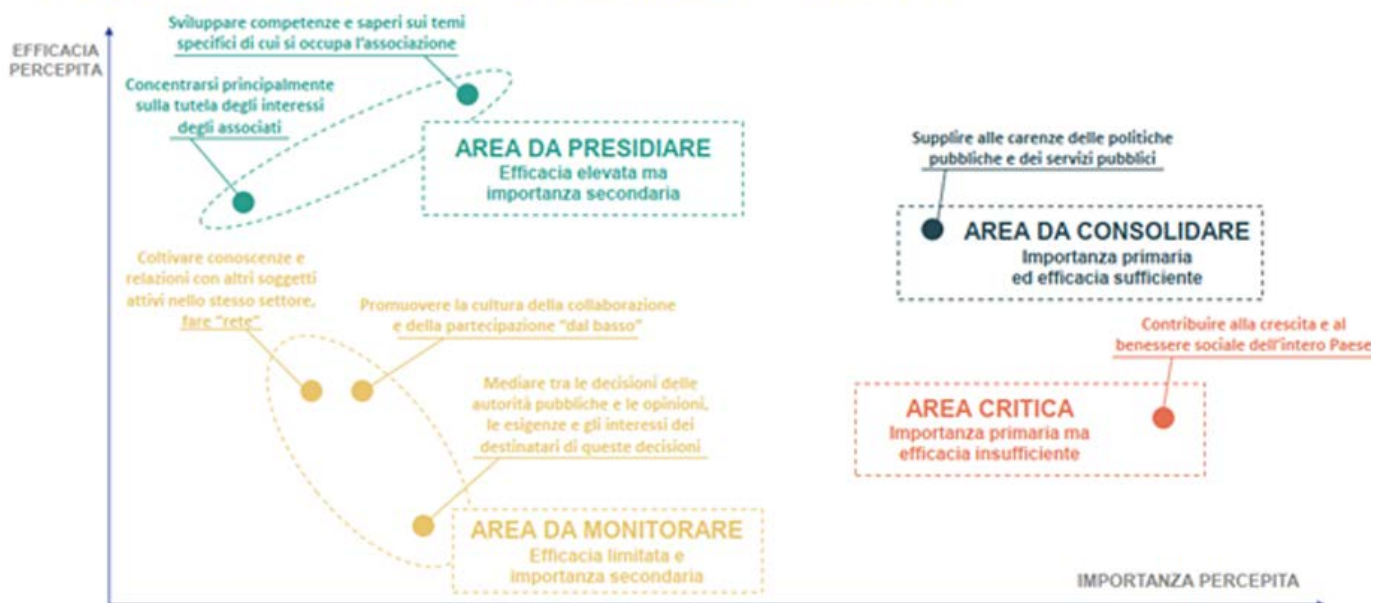 EFFICACIA
PERCEPITA
Sviluppare competenze e saperi sui temi
specifici di cui si occupa l'associazione
Concentrarsi principalmente
sulla tutela degli interessi
degli associati
AREA DA PRESIDIARE
Efficacia elevata ma
importanza secondaria
Supplire alle carenze delle politiche
pubbliche e dei servizi pubblici
AREA DA CONSOLIDARE
Importanza primaria
ed efficacia sufficiente
Coltivare conoscenze e
relazioni con altri soggetti
attivi nello stesso settore,
fare "rete"
Promuovere la cultura della collaborazione
e della partecipazione "dal basso"
Contribuire alla crescita e al
benessere sociale dell'intero Paese
Mediare tra le decisioni delle
autorità pubbliche e le opinioni,
le esigenze e gli interessi dei
destinatari di queste decisioni
AREA CRITICA
Importanza primaria ma
efficacia insufficiente
AREA DA MONITORARE
Efficacia limitata e
importanza secondaria
IMPORTANZA PERCEPITA